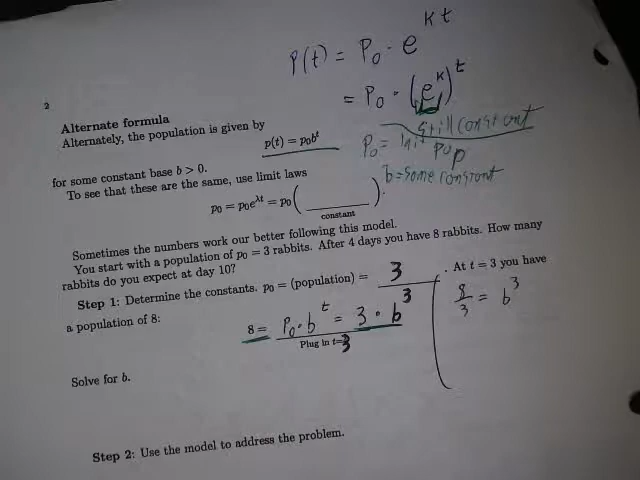 P(t) = P₀ · e^kt
= P₀ · (e^k)^t
still constant
2
Alternate formula
Alternately, the population is given by
p(t) = p₀b^t
P₀ = init pop
for some constant base b > 0.
b = some constant
To see that these are the same, use limit laws
p₀ = p₀e^λt = p₀( ________ ).
constant
Sometimes the numbers work our better following this model.
You start with a population of p₀ = 3 rabbits. After 4 days you have 8 rabbits. How many
rabbits do you expect at day 10?
Step 1: Determine the constants. p₀ = (population) = 3 . At t = 3 you have
a population of 8:
8 = P₀ · b^t = 3 · b^3
Plug in t=3
8/3 = b^3
Solve for b.
Step 2: Use the model to address the problem.